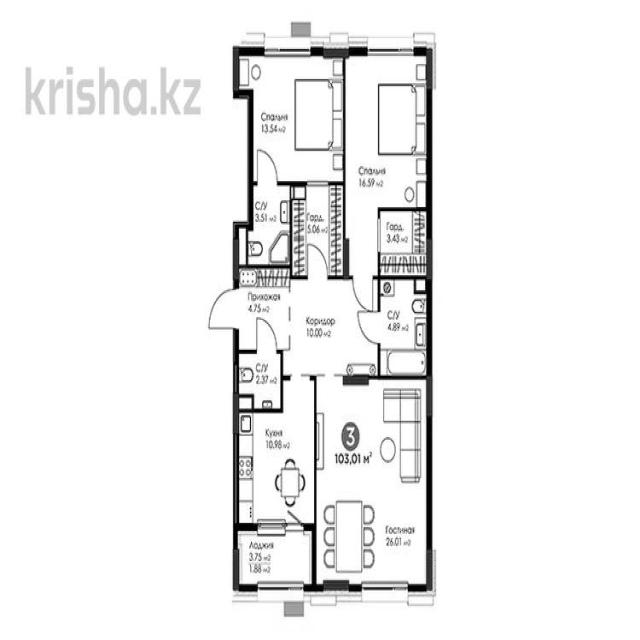 krisha.kz
Спальня
13.54 м2
Спальня
16.59 м2
С/У
3.51 м2
Гард.
5.06 м2
Гард.
3.43 м2
Прихожая
4.75 м2
Коридор
10.00 м2
С/У
4.89 м2
С/У
2.37 м2
Кухня
10.98 м2
3
103,01 м²
Гостиная
26.01 м2
Лоджия
3.75 м2
1.88 м2